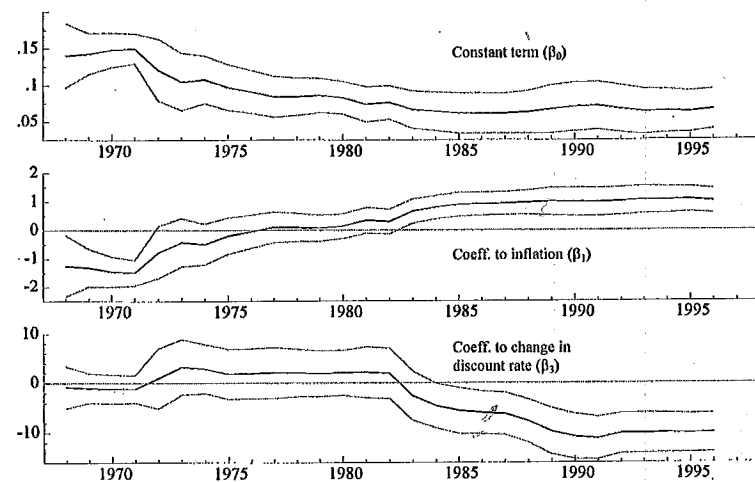 .15
.1
.05
Constant term (β₀)
1970 1975 1980 1985 1990 1995
2
1
0
-1
-2
Coeff. to inflation (β₁)
1970 1975 1980 1985 1990 1995
10
0
-10
Coeff. to change in
discount rate (β₃)
1970 1975 1980 1985 1990 1995